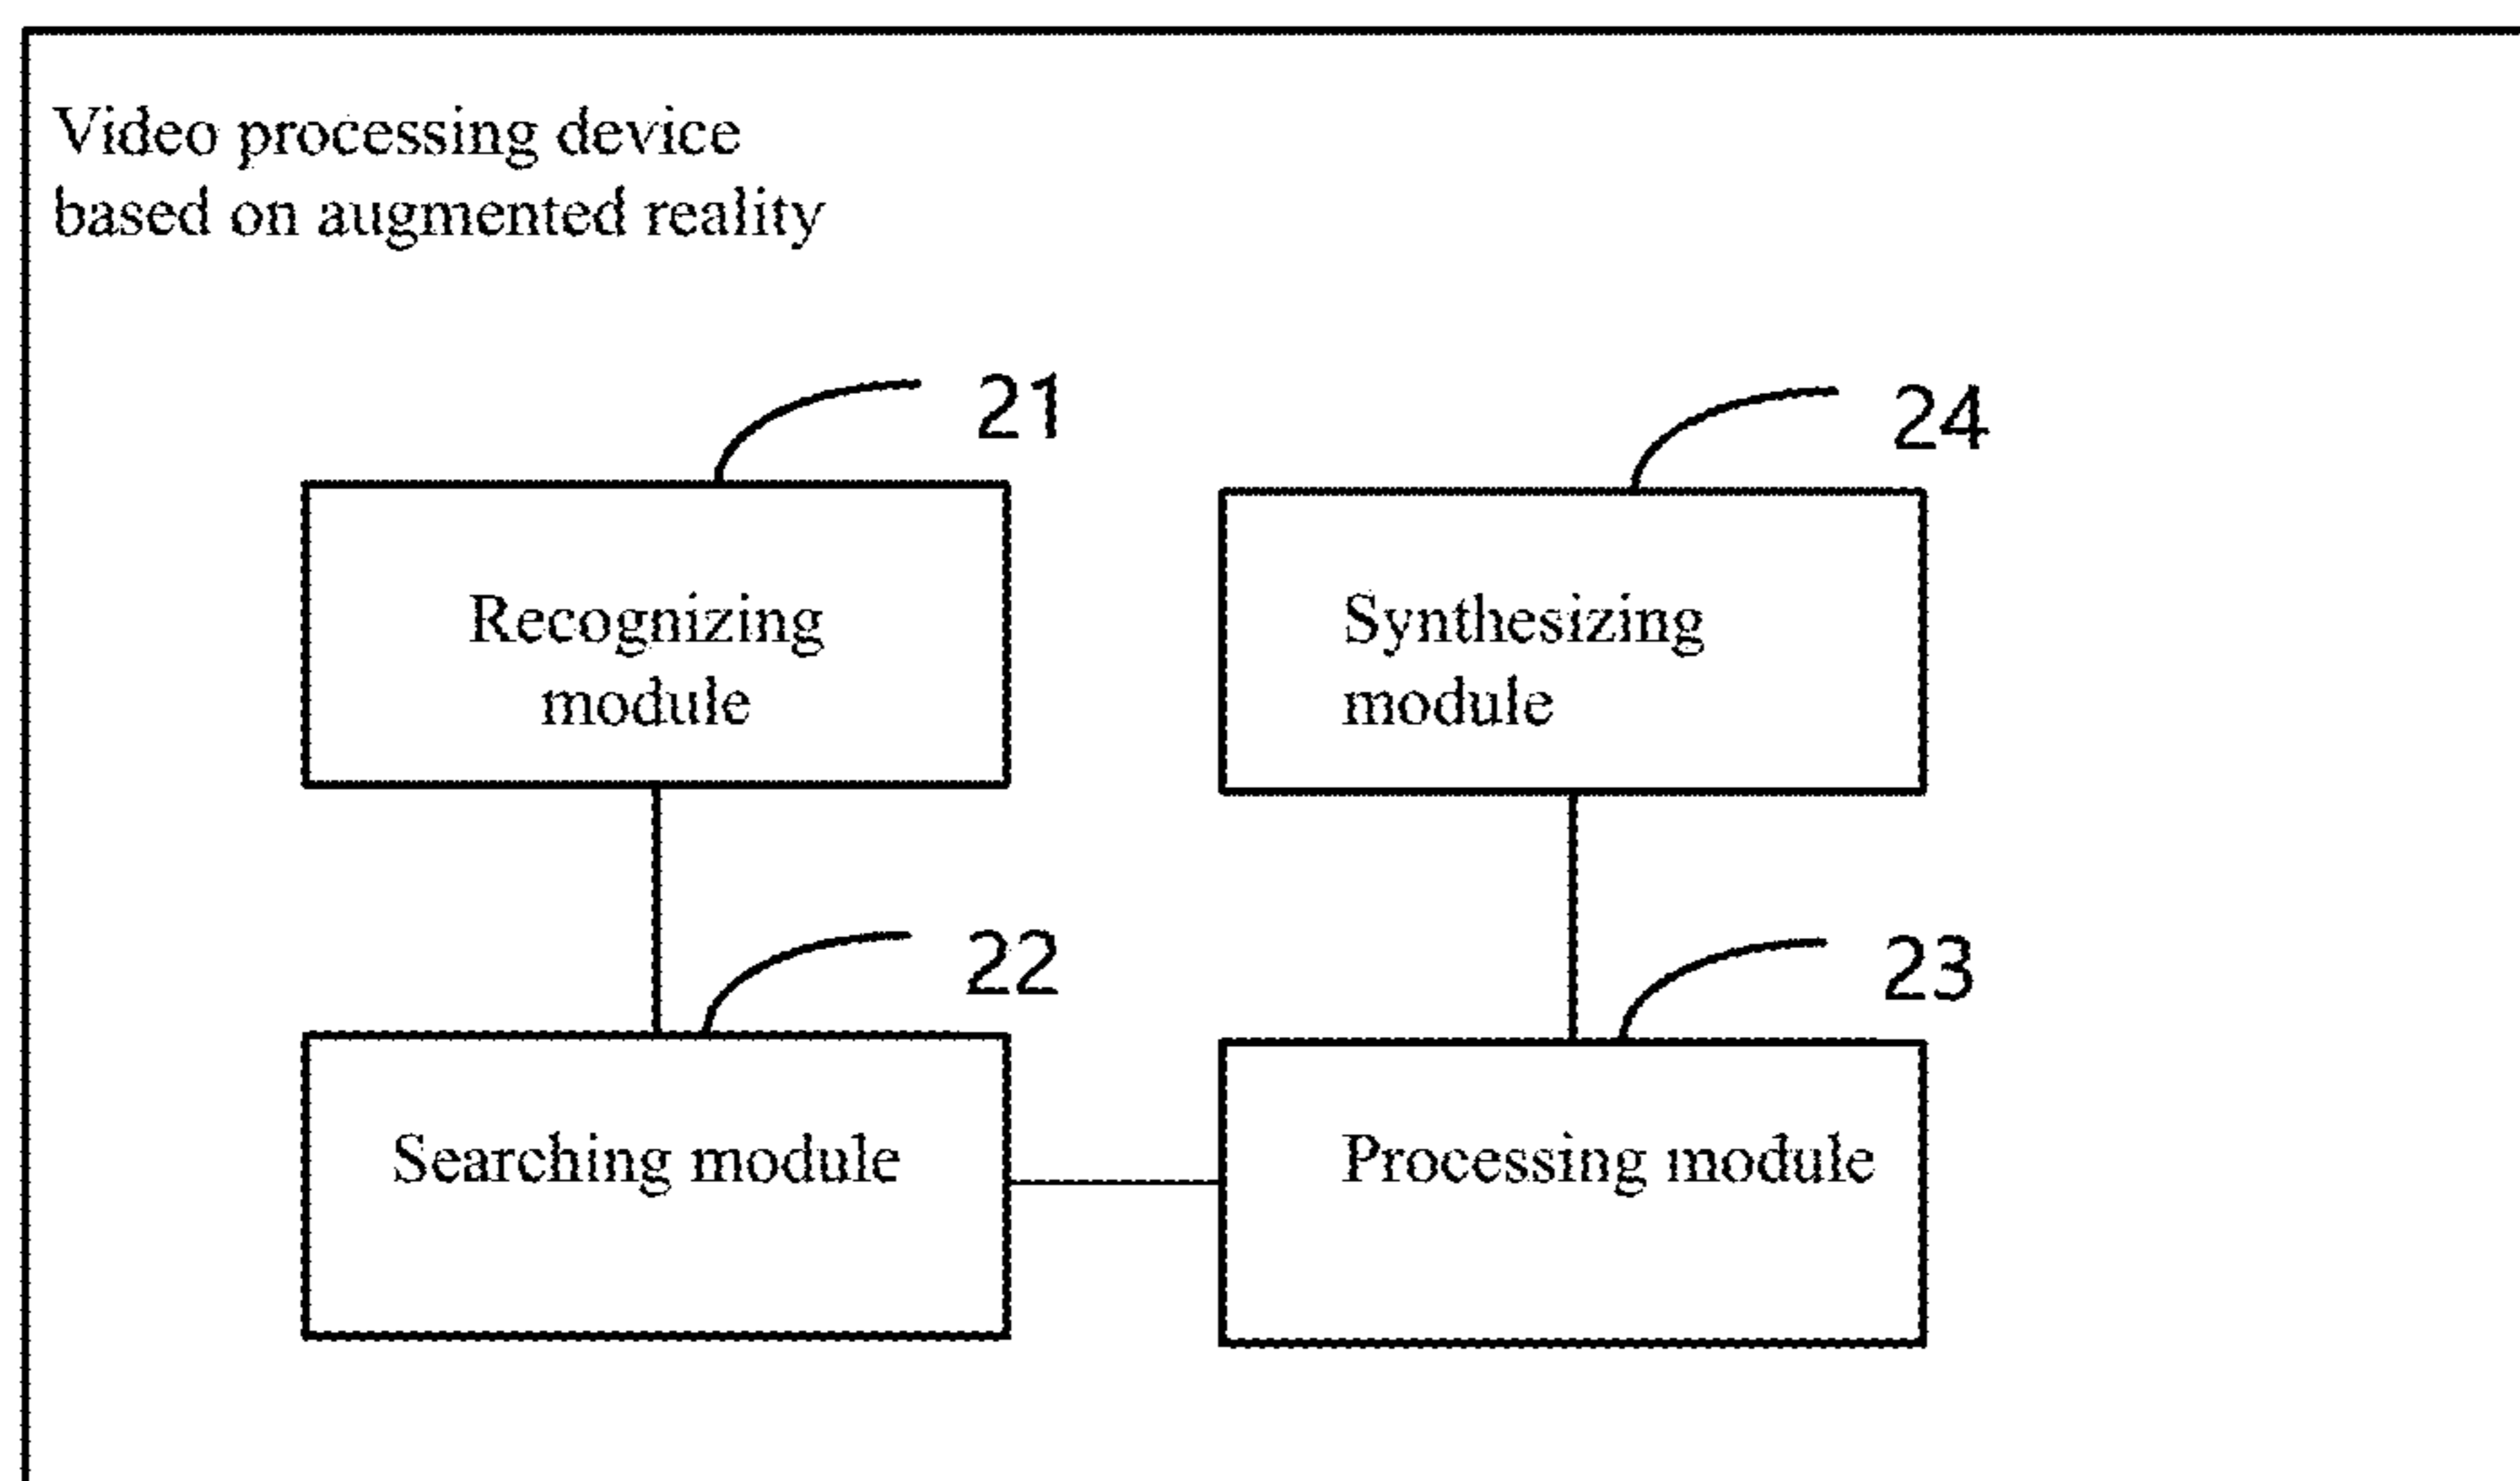 Video processing device
based on augmented reality
21
24
Recognizing
module
Synthesizing
module
22
23
Searching module
Processing module